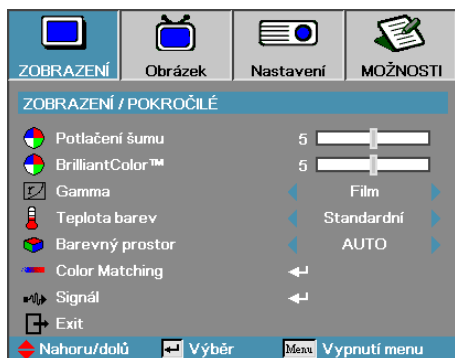 ZOBRAZENÍ Obrázek Nastavení MOŽNOSTI
ZOBRAZENÍ / POKROČILÉ
Potlačení šumu 5
BrilliantColor™ 5
Gamma Film
Teplota barev Standardní
Barevný prostor AUTO
Color Matching
Signál
Exit
Nahoru/dolů Výběr Menu Vypnutí menu